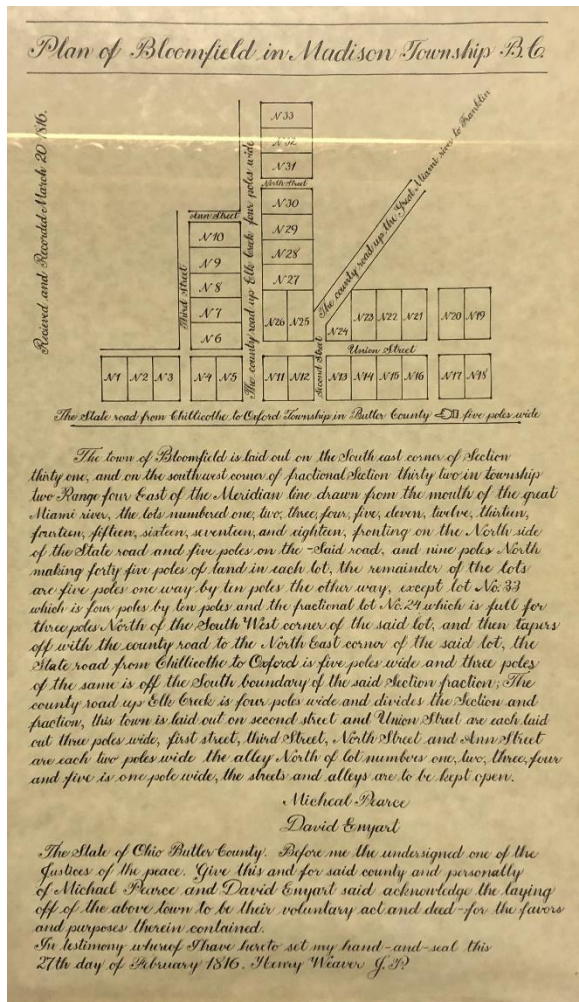 Plan of Bloomfield in Madison Township B.C.
Recieved and Recorded March 20 1816.
N 33
N 32
N 31
North Street
N 30
N 29
N 28
N 27
N26 N25
The county road up Elk Creek four poles wide
The county road up the Great Miami river to Franklin
Ann Street
Third Street
N 10
N 9
N 8
N 7
N 6
N24
N23 N22 N21
N20 N19
Union Street
Second Street
N1 N2 N3
N4 N5
N11 N12
N13 N14 N15 N16
N17 N18
The State road from Chillicothe to Oxford Township in Butler County five poles wide
The town of Bloomfield is laid out on the South east corner of Section
thirty one, and on the southwest corner of fractional Section thirty two in township
two Range four East of the Meridian line drawn from the mouth of the great
Miami river, the lots numbered one, two, three, four, five, eleven, twelve, thirteen,
fourteen, fifteen, sixteen, seventeen, and eighteen, fronting on the North side
of the State road and five poles on the -Said road, and nine poles North
making forty five poles of land in each lot, the remainder of the lots
are five poles one way by ten poles the other way, except lot No. 33
which is four poles by ten poles and the fractional lot No. 24 which is full for
three poles North of the South West corner of the said lot, and then tapers
off with the county road to the North East corner of the said lot, the
State road from Chillicothe to Oxford is five poles wide and three poles
of the same is off the South boundary of the said Section fraction; The
county road up Elk Creek is four poles wide and divides the Section and
fraction, this town is laid out on second street and Union Street are each laid
out three poles wide, first street, third Street, North Street and Ann Street
are each two poles wide the alley North of lot numbers one, two, three, four
and five is one pole wide, the streets and alleys are to be kept open.
Micheal Pearce
David Enyart
The State of Ohio Butler County. Before me the undersigned one of the
Justices of the peace. Give this and for said county and personally
of Michael Pearce and David Enyart said acknowledge the laying
off of the above town to be their voluntary act and deed-for the favors
and purposes therein contained.
In testimony whereof I have hereto set my hand-and-seal this
27th day of February 1816. Henry Weaver J.P.